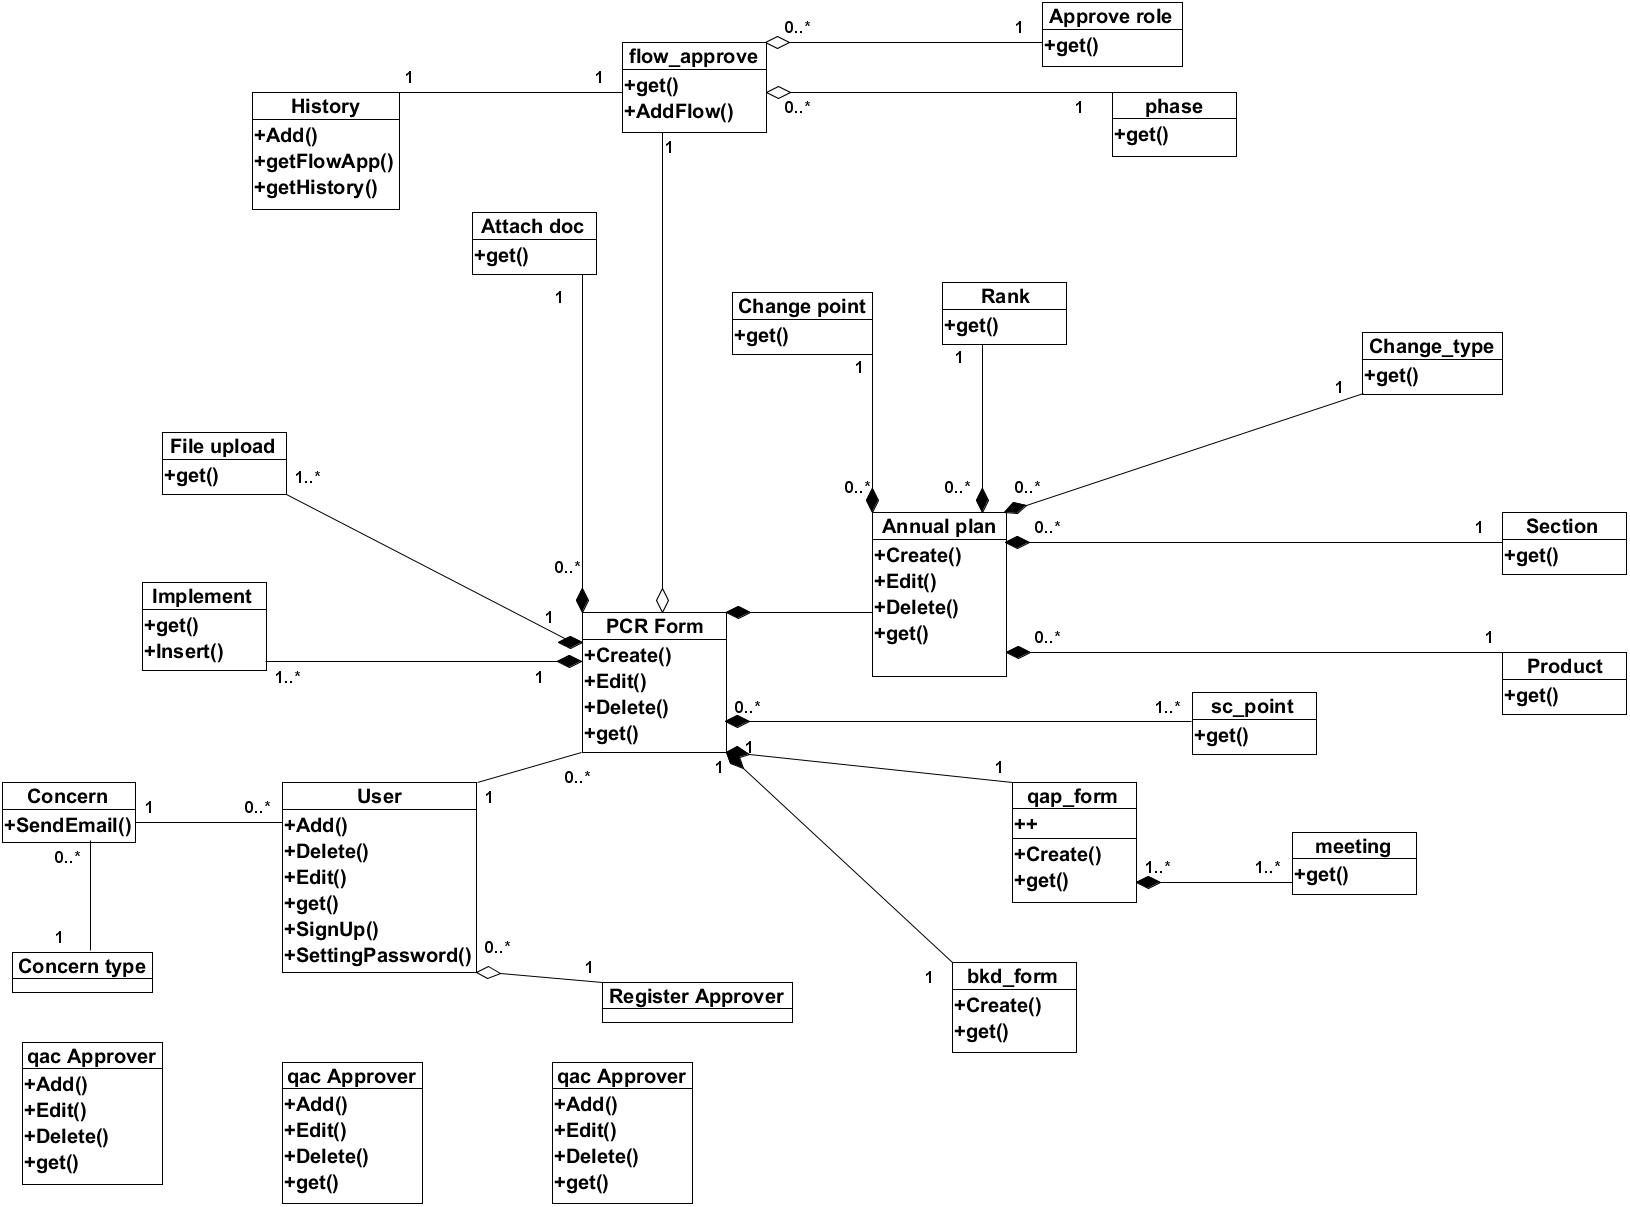 0..*
1
Approve role
+get()
flow_approve
+get()
+AddFlow()
1
1
0..*
1
phase
+get()
History
+Add()
+getFlowApp()
+getHistory()
1
Attach doc
+get()
1
Change point
+get()
1
Rank
+get()
1
Change_type
+get()
1
File upload
+get()
1..*
0..*
0..*
0..*
Annual plan
+Create()
+Edit()
+Delete()
+get()
0..*
1
Section
+get()
0..*
1
Product
+get()
0..*
1
Implement
+get()
+Insert()
1..*
1
PCR Form
+Create()
+Edit()
+Delete()
+get()
0..*
1..*
sc_point
+get()
1
1
0..*
1
1
qap_form
++
+Create()
+get()
1..*
1..*
meeting
+get()
Concern
+SendEmail()
1
0..*
User
+Add()
+Delete()
+Edit()
+get()
+SignUp()
+SettingPassword()
0..*
1
Concern type
0..*
1
Register Approver
1
bkd_form
+Create()
+get()
qac Approver
+Add()
+Edit()
+Delete()
+get()
qac Approver
+Add()
+Edit()
+Delete()
+get()
qac Approver
+Add()
+Edit()
+Delete()
+get()